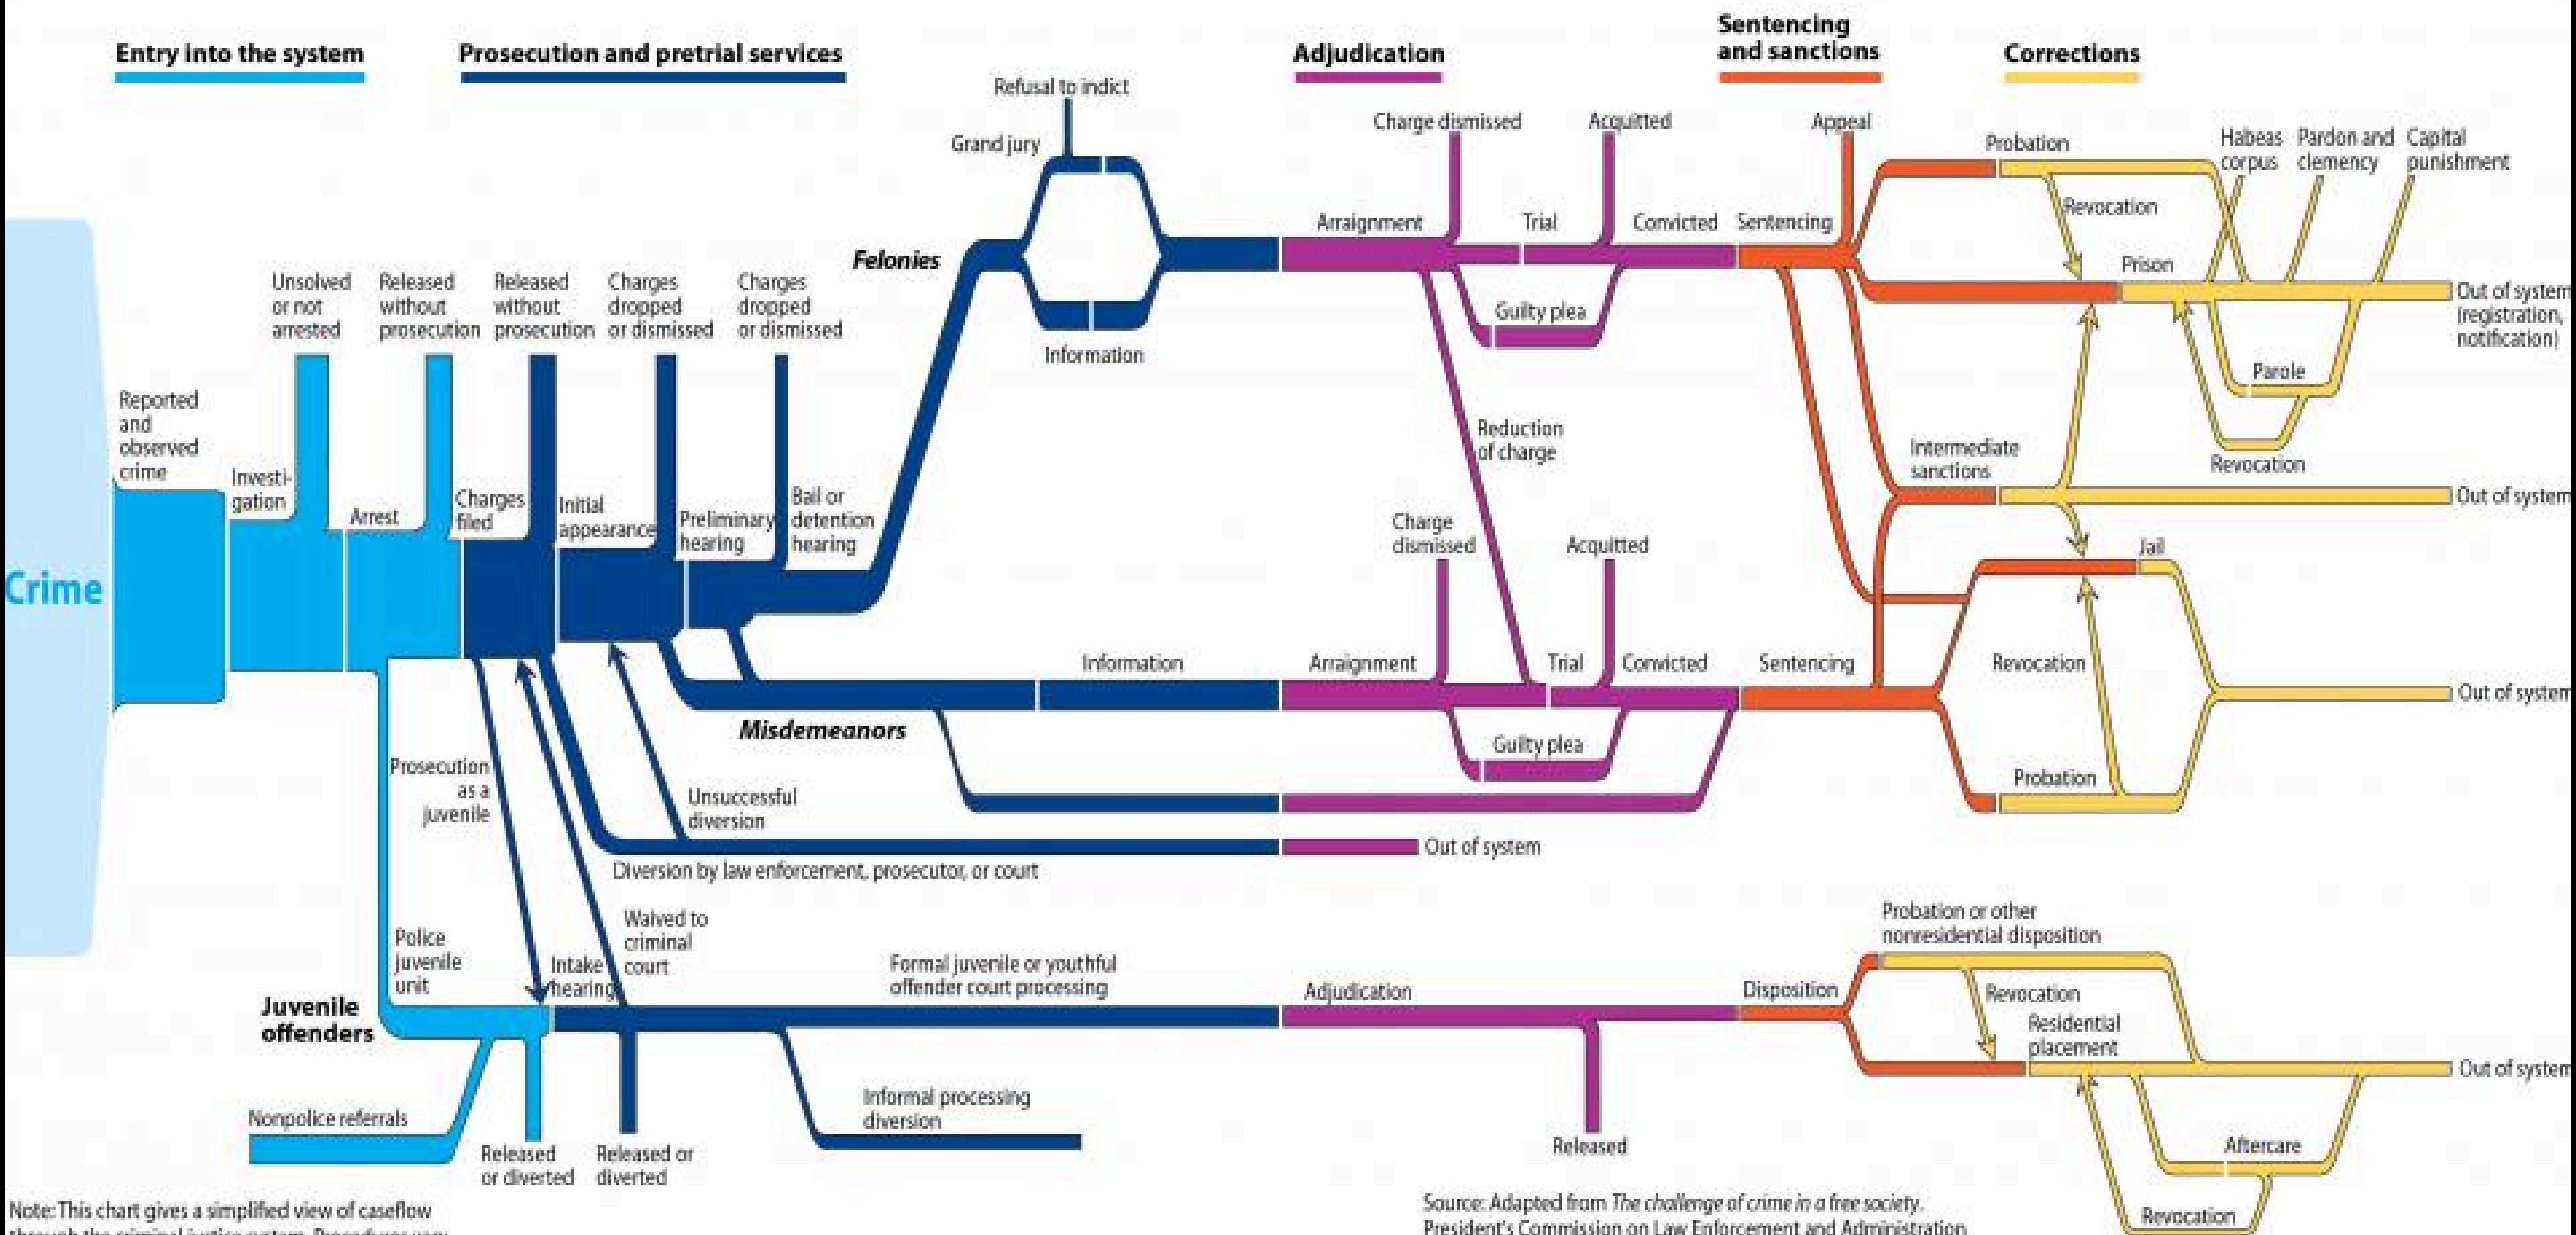 Entry into the system
Prosecution and pretrial services
Adjudication
Sentencing
and sanctions
Corrections
Refusal to indict
Grand jury
Charge dismissed
Acquitted
Appeal
Probation
Habeas
corpus
Pardon and
clemency
Capital
punishment
Revocation
Arraignment
Trial
Convicted
Sentencing
Felonies
Prison
Unsolved
or not
arrested
Released
without
prosecution
Released
without
prosecution
Charges
dropped
or dismissed
Charges
dropped
or dismissed
Out of system
(registration,
notification)
Guilty plea
Information
Parole
Reported
and
observed
crime
Reduction
of charge
Intermediate
sanctions
Revocation
Investi-
gation
Arrest
Charges
filed
Initial
appearance
Preliminary
hearing
Bail or
detention
hearing
Out of system
Charge
dismissed
Acquitted
Jail
Crime
Information
Arraignment
Trial
Convicted
Sentencing
Revocation
Out of system
Misdemeanors
Guilty plea
Probation
Prosecution
as a
juvenile
Unsuccessful
diversion
Out of system
Diversion by law enforcement, prosecutor, or court
Waived to
criminal
court
Police
juvenile
unit
Intake
hearing
Formal juvenile or youthful
offender court processing
Adjudication
Disposition
Probation or other
nonresidential disposition
Revocation
Residential
placement
Juvenile
offenders
Out of system
Nonpolice referrals
Released
or diverted
Released or
diverted
Informal processing
diversion
Released
Aftercare
Revocation
Note: This chart gives a simplified view of caseflow
through the criminal justice system. Procedures vary
Source: Adapted from The challenge of crime in a free society.
President's Commission on Law Enforcement and Administration